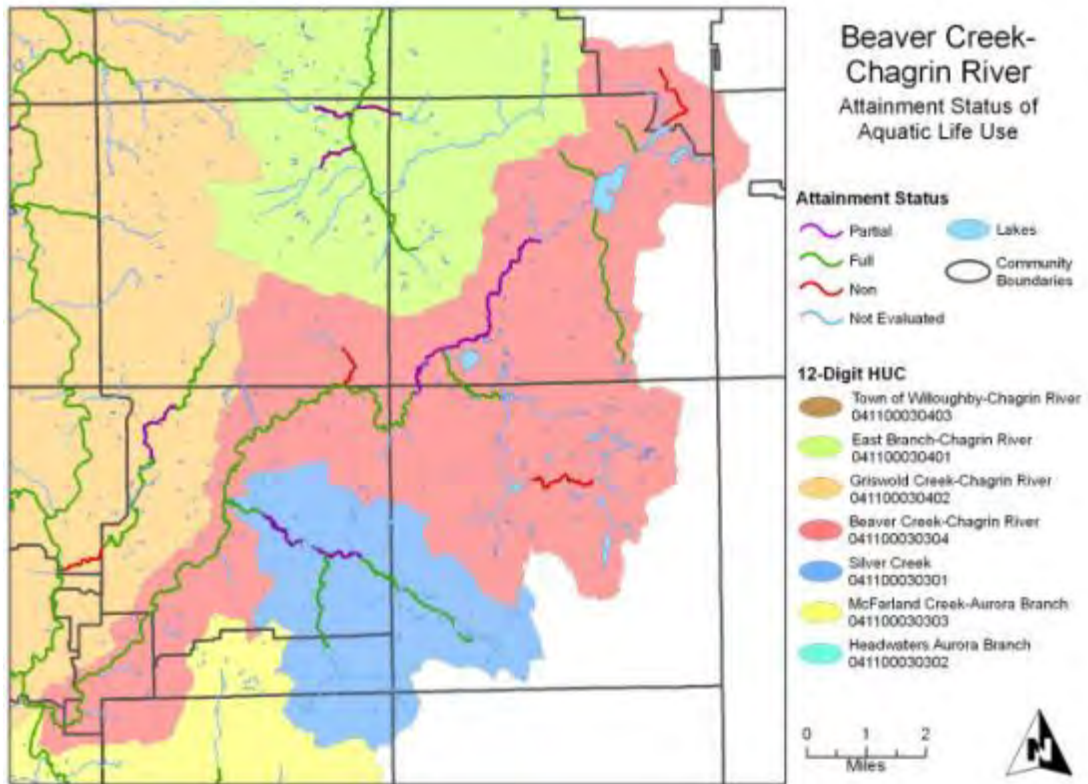 Beaver Creek-
Chagrin River
Attainment Status of
Aquatic Life Use
Attainment Status
Partial
Full
Non
Not Evaluated
Lakes
Community
Boundaries
12-Digit HUC
Town of Willoughby-Chagrin River
041100030403
East Branch-Chagrin River
041100030401
Griswold Creek-Chagrin River
041100030402
Beaver Creek-Chagrin River
041100030304
Silver Creek
041100030301
McFarland Creek-Aurora Branch
041100030303
Headwaters Aurora Branch
041100030302
0 1 2
Miles
N